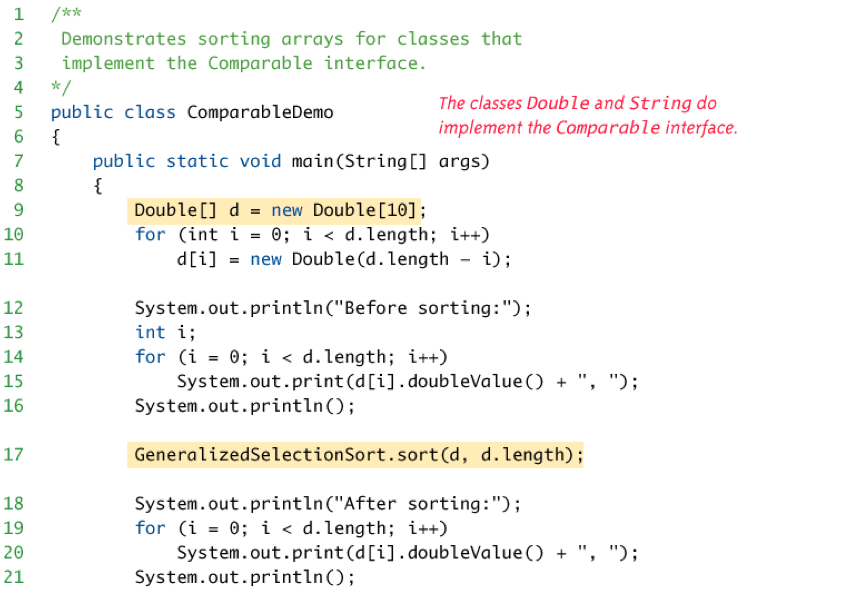 1 /**
2 Demonstrates sorting arrays for classes that
3 implement the Comparable interface.
4 */
5 public class ComparableDemo
The classes Double and String do
implement the Comparable interface.
6 {
7 public static void main(String[] args)
8 {
9 Double[] d = new Double[10];
10 for (int i = 0; i < d.length; i++)
11 d[i] = new Double(d.length – i);
12 System.out.println("Before sorting:");
13 int i;
14 for (i = 0; i < d.length; i++)
15 System.out.print(d[i].doubleValue() + ", ");
16 System.out.println();
17 GeneralizedSelectionSort.sort(d, d.length);
18 System.out.println("After sorting:");
19 for (i = 0; i < d.length; i++)
20 System.out.print(d[i].doubleValue() + ", ");
21 System.out.println();